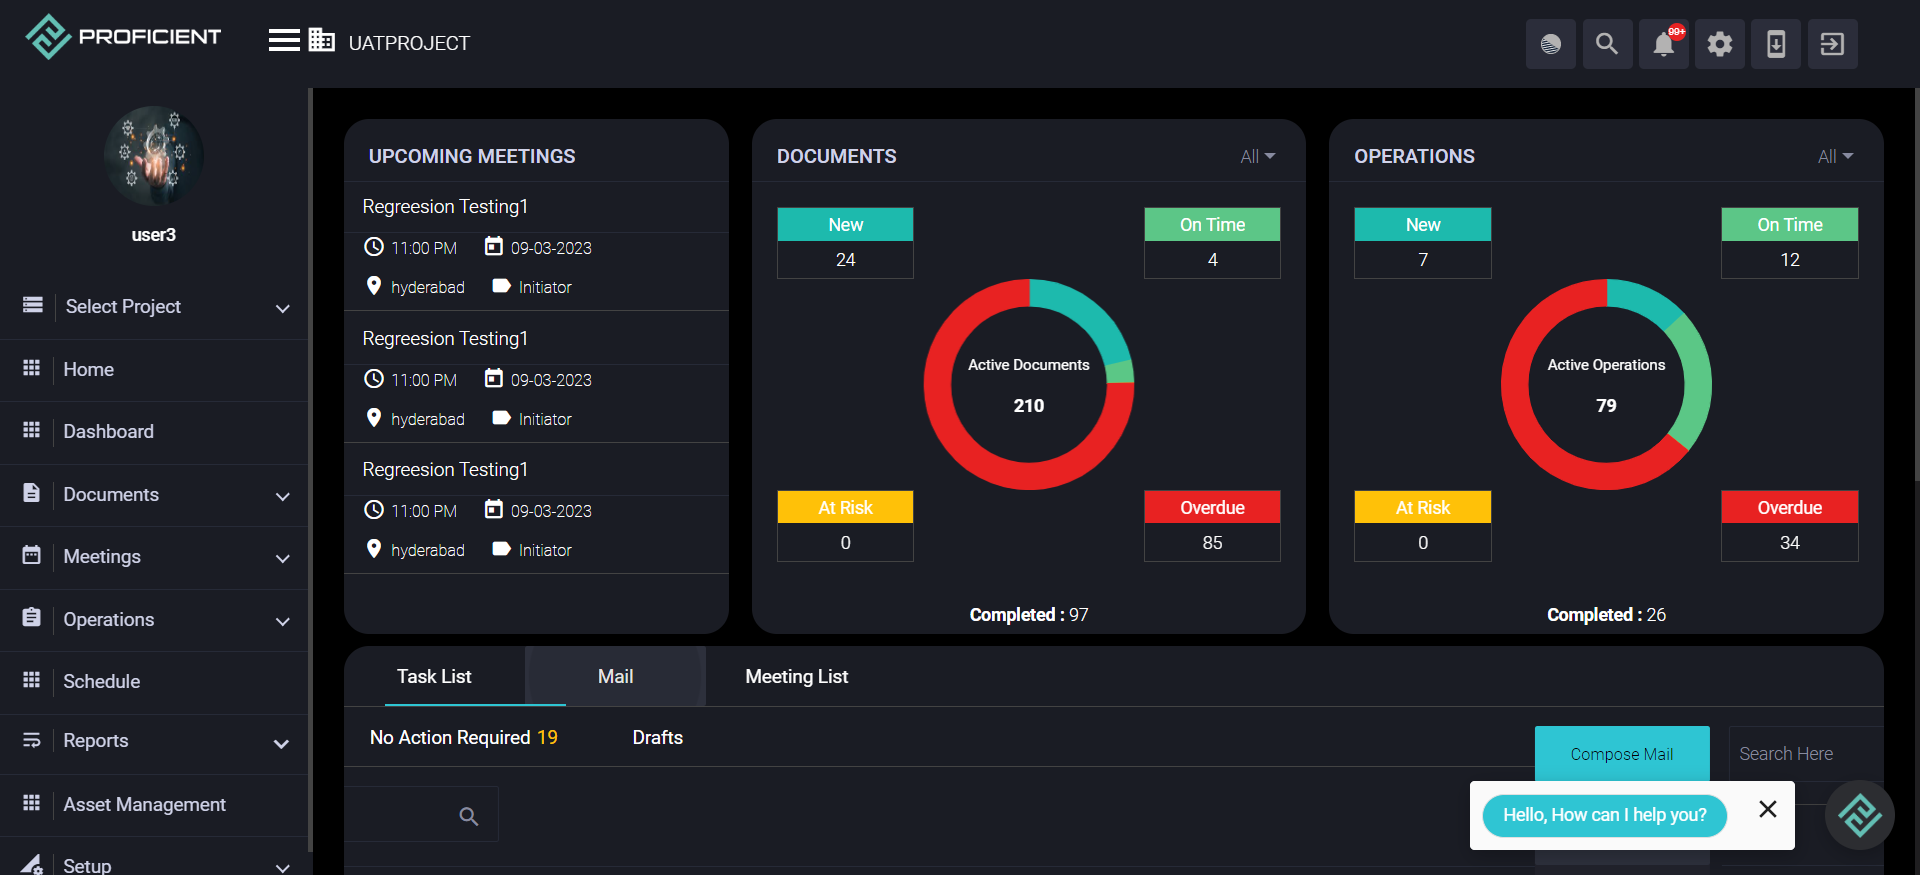 PROFICIENT
UATPROJECT
99+
user3
Select Project
Home
Dashboard
Documents
Meetings
Operations
Schedule
Reports
Asset Management
Setup
UPCOMING MEETINGS
Regreesion Testing1
11:00 PM 09-03-2023
hyderabad Initiator
Regreesion Testing1
11:00 PM 09-03-2023
hyderabad Initiator
Regreesion Testing1
11:00 PM 09-03-2023
hyderabad Initiator
DOCUMENTS All
New On Time
24 4
Active Documents
210
At Risk Overdue
0 85
Completed : 97
OPERATIONS All
New On Time
7 12
Active Operations
79
At Risk Overdue
0 34
Completed : 26
Task List Mail Meeting List
No Action Required 19 Drafts
Compose Mail Search Here
Hello, How can I help you?